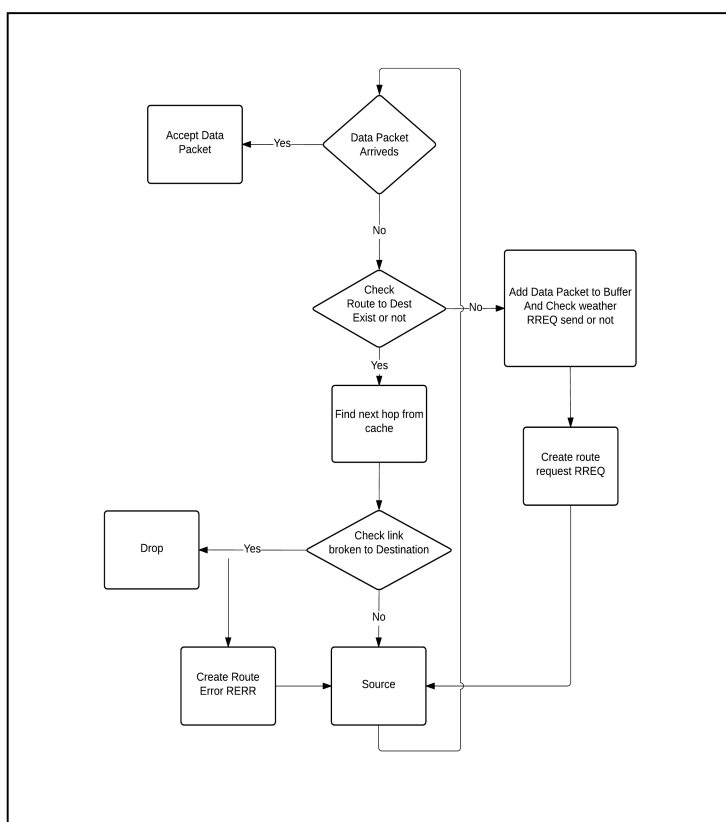 Data Packet
Arriveds
Yes
Accept Data
Packet
No
Check
Route to Dest
Exist or not
No
Add Data Packet to Buffer
And Check weather
RREQ send or not
Yes
Find next hop from
cache
Create route
request RREQ
Check link
broken to Destination
Yes
Drop
No
Create Route
Error RERR
Source